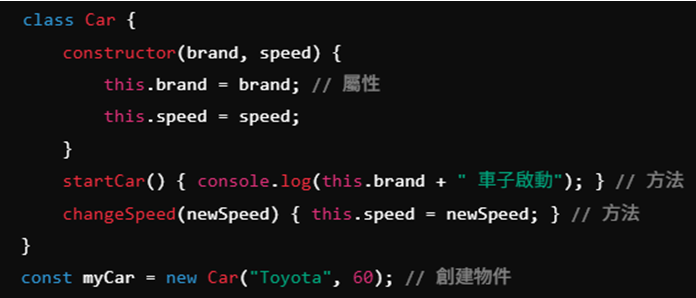 class Car {
constructor(brand, speed) {
this.brand = brand; // 屬性
this.speed = speed;
}
startCar() { console.log(this.brand + " 車子啟動"); } // 方法
changeSpeed(newSpeed) { this.speed = newSpeed; } // 方法
}
const myCar = new Car("Toyota", 60); // 創建物件